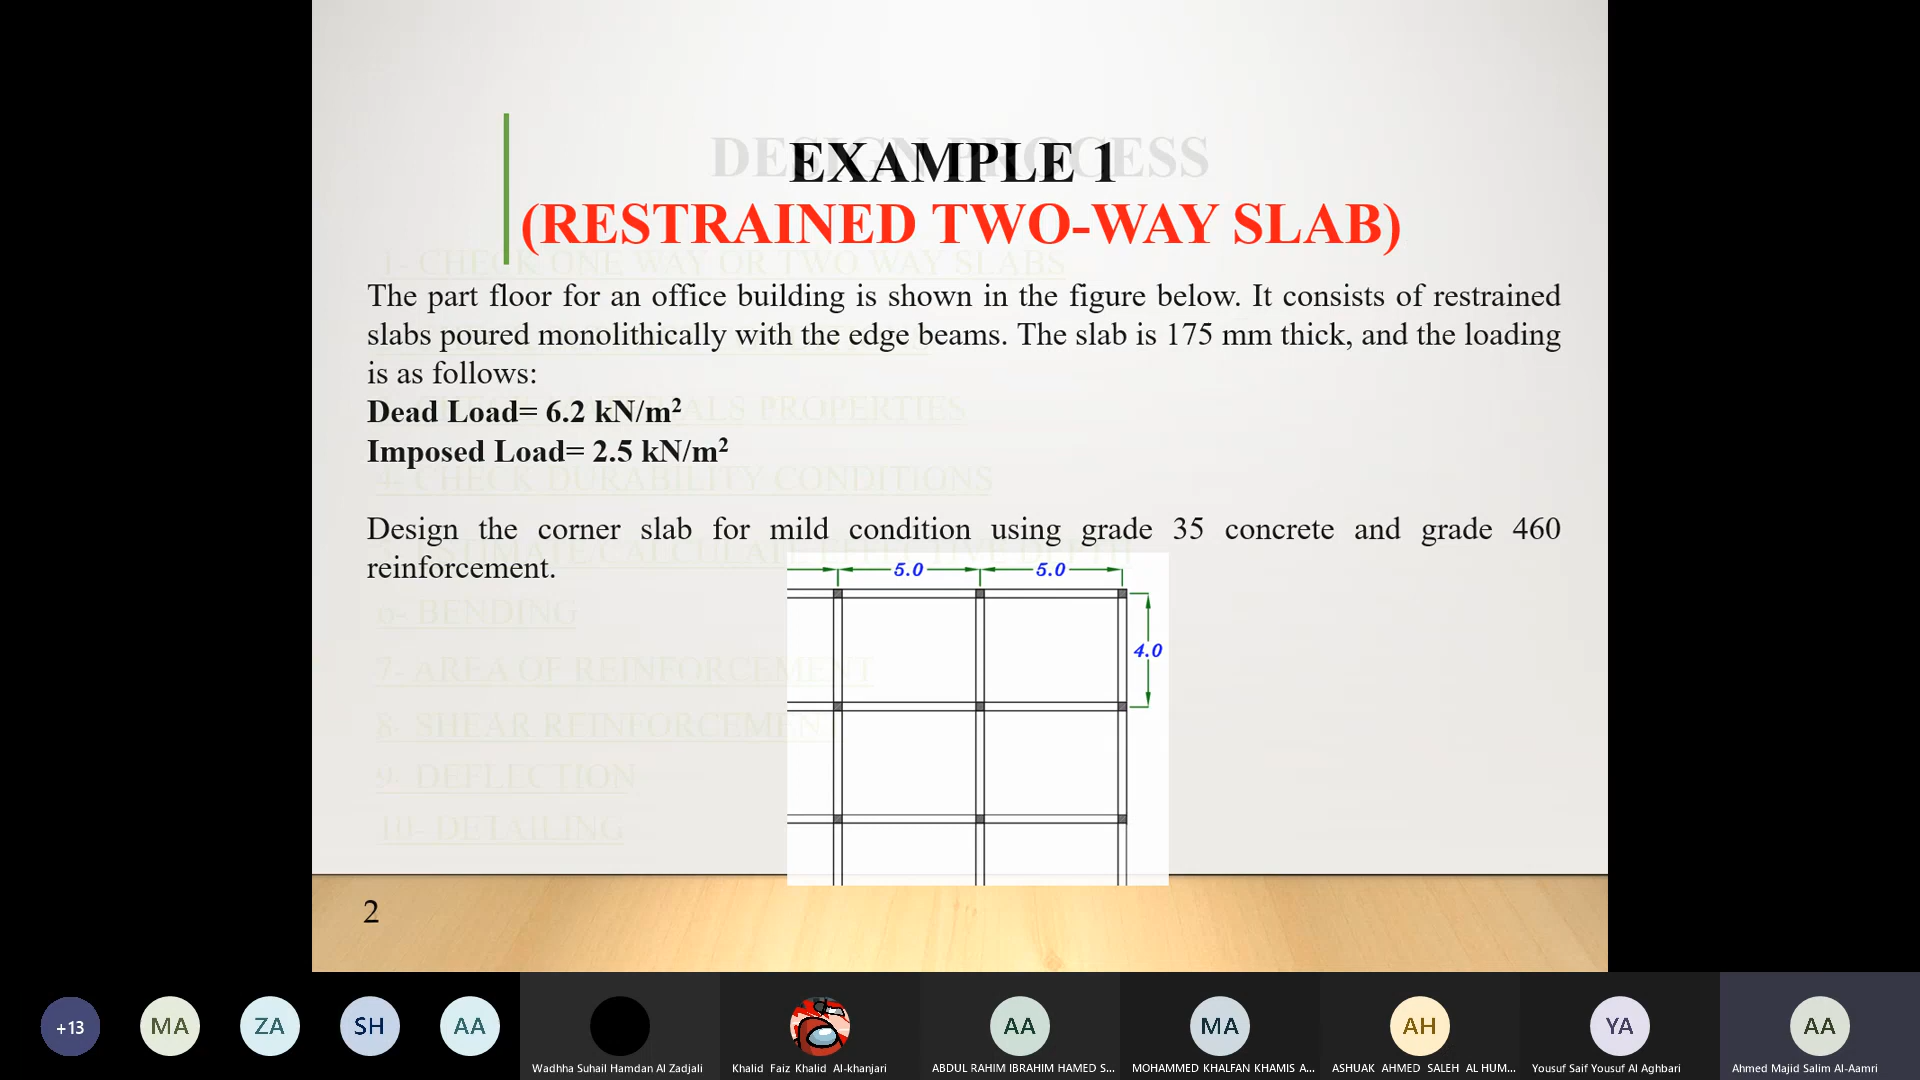 DESIGN PROCESS
EXAMPLE 1
(RESTRAINED TWO-WAY SLAB)
1- CHECK ONE WAY OR TWO WAY SLABS
The part floor for an office building is shown in the figure below. It consists of restrained
slabs poured monolithically with the edge beams. The slab is 175 mm thick, and the loading
is as follows:
Dead Load= 6.2 kN/m²
PROPERTIES
Imposed Load= 2.5 kN/m²
4- CHECK DURABILITY CONDITIONS
Design the corner slab for mild condition using grade 35 concrete and grade 460
reinforcement.
5.0 5.0
6- BENDING
4.0
7- AREA OF REINFORCEMENT
8- SHEAR REINFORCEMENT
9- DEFLECTION
10- DETAILING
2
+13
MA
ZA
SH
AA
AA
MA
AH
YA
AA
Wadhha Suhail Hamdan Al Zadjali
Khalid Faiz Khalid Al-khanjari
ABDUL RAHIM IBRAHIM HAMED S...
MOHAMMED KHALFAN KHAMIS A...
ASHUAK AHMED SALEH AL HUM...
Yousuf Saif Yousuf Al Aghbari
Ahmed Majid Salim Al-Aamri